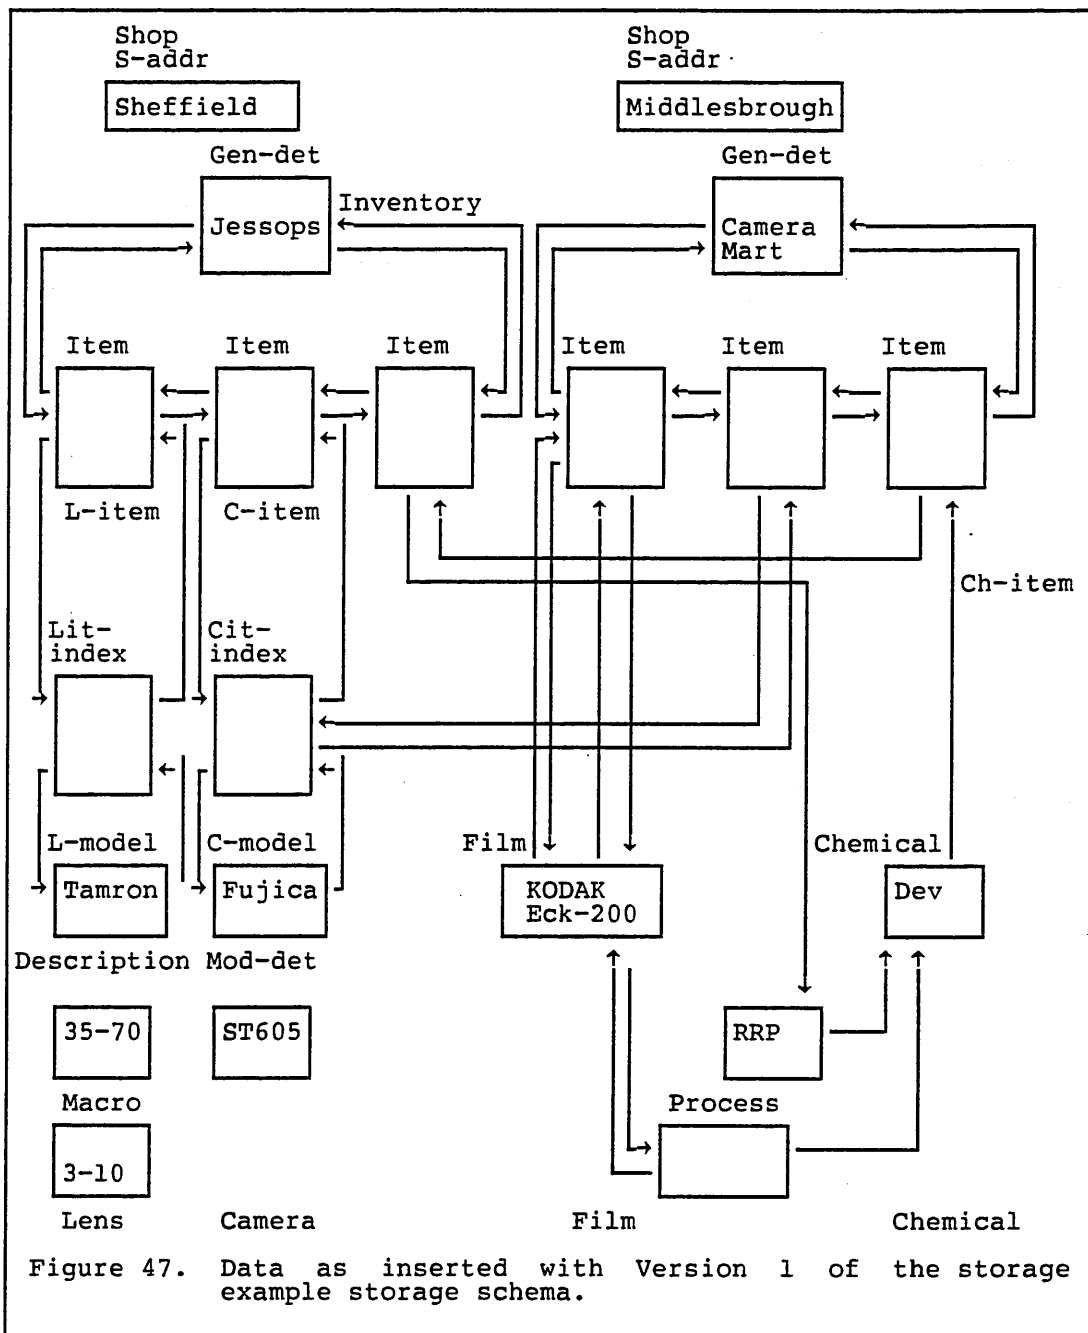 Shop Shop
S-addr S-addr
Sheffield Middlesbrough
Gen-det Gen-det
Inventory
Jessops Camera
Mart
Item Item Item Item Item Item
L-item C-item
Ch-item
Lit- Cit-
index index
L-model C-model Film Chemical
Tamron Fujica KODAK Dev
Eck-200
Description Mod-det
35-70 ST605 RRP
Macro Process
3-10
Lens Camera Film Chemical
Figure 47. Data as inserted with Version 1 of the storage
example storage schema.